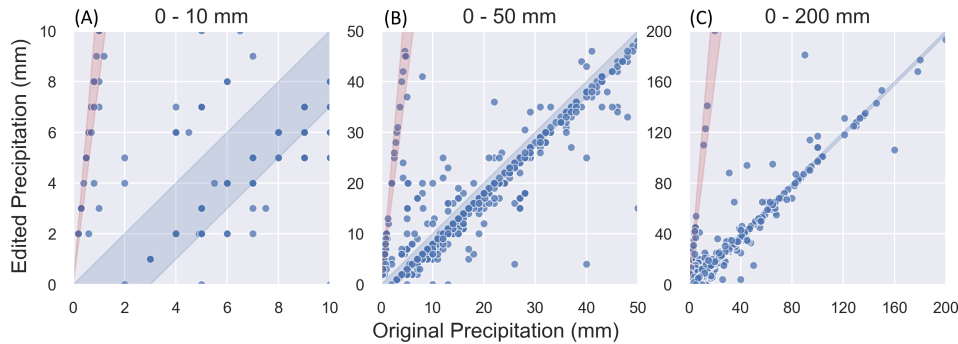 (A) 0 - 10 mm
(B) 0 - 50 mm
(C) 0 - 200 mm
Edited Precipitation (mm)
10
8
6
4
2
0
0 2 4 6 8 10
50
40
30
20
10
0
0 10 20 30 40 50
200
160
120
80
40
0
0 40 80 120 160 200
Original Precipitation (mm)